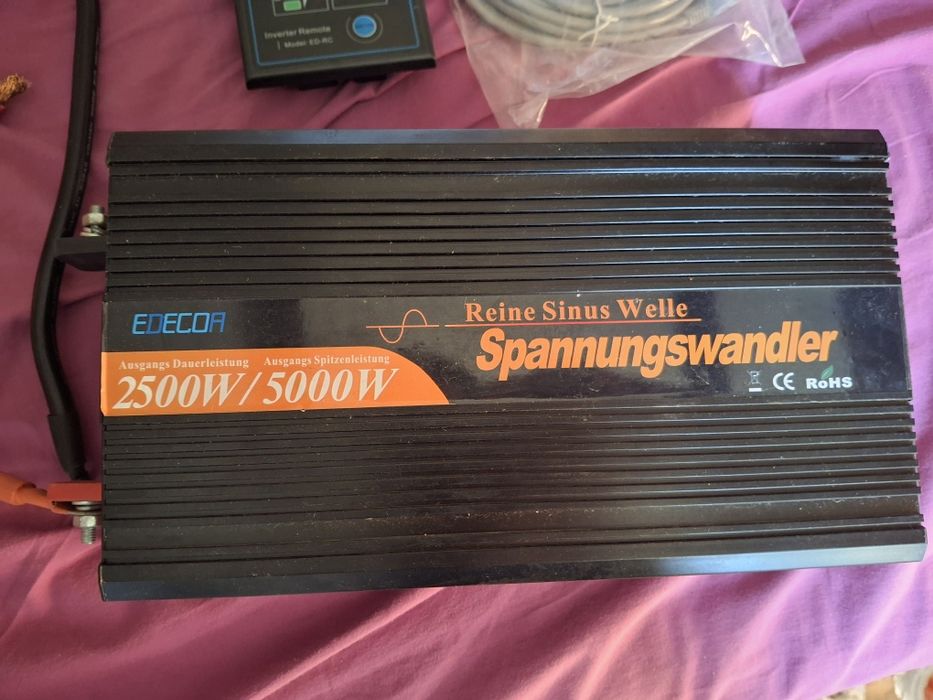 Inverter Remote
Model: ED-RC
EDECOA
Reine Sinus Welle
Spannungswandler
Ausgangs Dauerleistung Ausgangs Spitzenleistung
2500W/5000W
CE RoHS